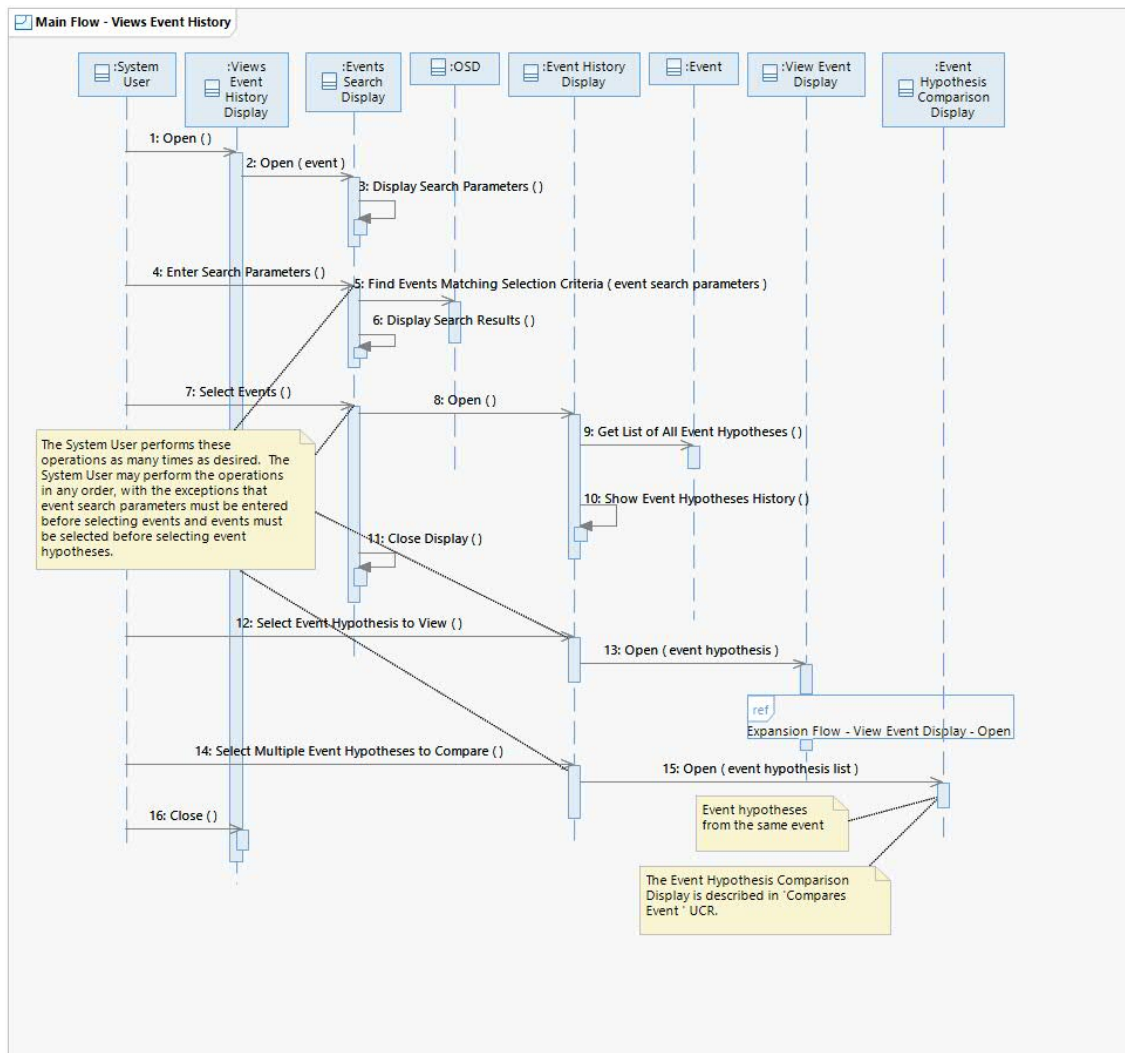 Main Flow - Views Event History
:System
User
:Views
Event
History
Display
:Events
Search
Display
:OSD
:Event History
Display
:Event
:View Event
Display
:Event
Hypothesis
Comparison
Display
1: Open ( )
2: Open ( event )
3: Display Search Parameters ( )
4: Enter Search Parameters ( )
5: Find Events Matching Selection Criteria ( event search parameters )
6: Display Search Results ( )
7: Select Events ( )
8: Open ( )
9: Get List of All Event Hypotheses ( )
The System User performs these
operations as many times as desired. The
System User may perform the operations
in any order, with the exceptions that
event search parameters must be entered
before selecting events and events must
be selected before selecting event
hypotheses.
10: Show Event Hypotheses History ( )
11: Close Display ( )
12: Select Event Hypothesis to View ( )
13: Open ( event hypothesis )
ref
Expansion Flow - View Event Display - Open
14: Select Multiple Event Hypotheses to Compare ( )
15: Open ( event hypothesis list )
Event hypotheses
from the same event
16: Close ( )
The Event Hypothesis Comparison
Display is described in 'Compares
Event ' UCR.